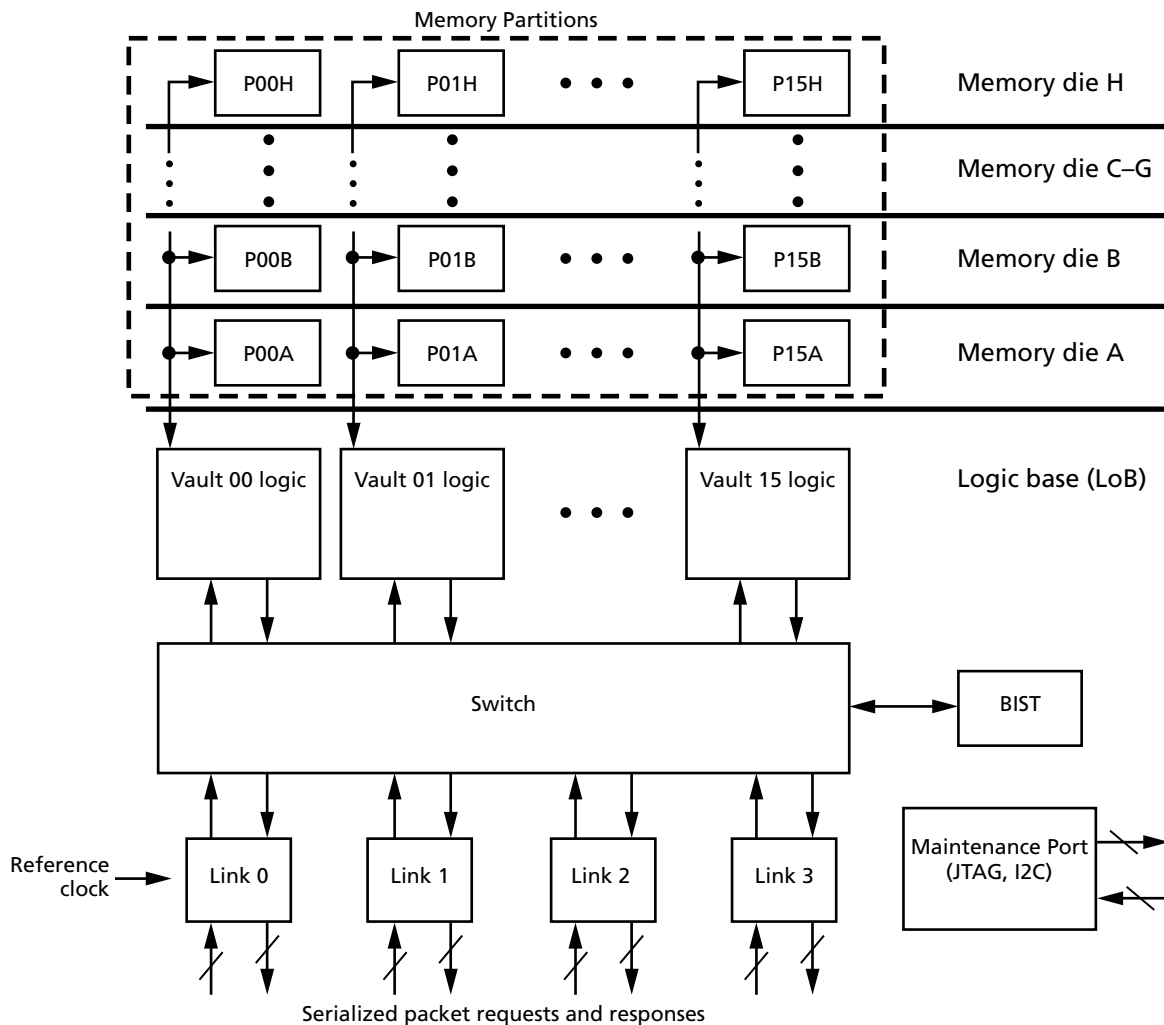 Memory Partitions
P00H
P01H
P15H
Memory die H
Memory die C–G
P00B
P01B
P15B
Memory die B
P00A
P01A
P15A
Memory die A
Vault 00 logic
Vault 01 logic
Vault 15 logic
Logic base (LoB)
Switch
BIST
Reference
clock
Link 0
Link 1
Link 2
Link 3
Maintenance Port
(JTAG, I2C)
Serialized packet requests and responses